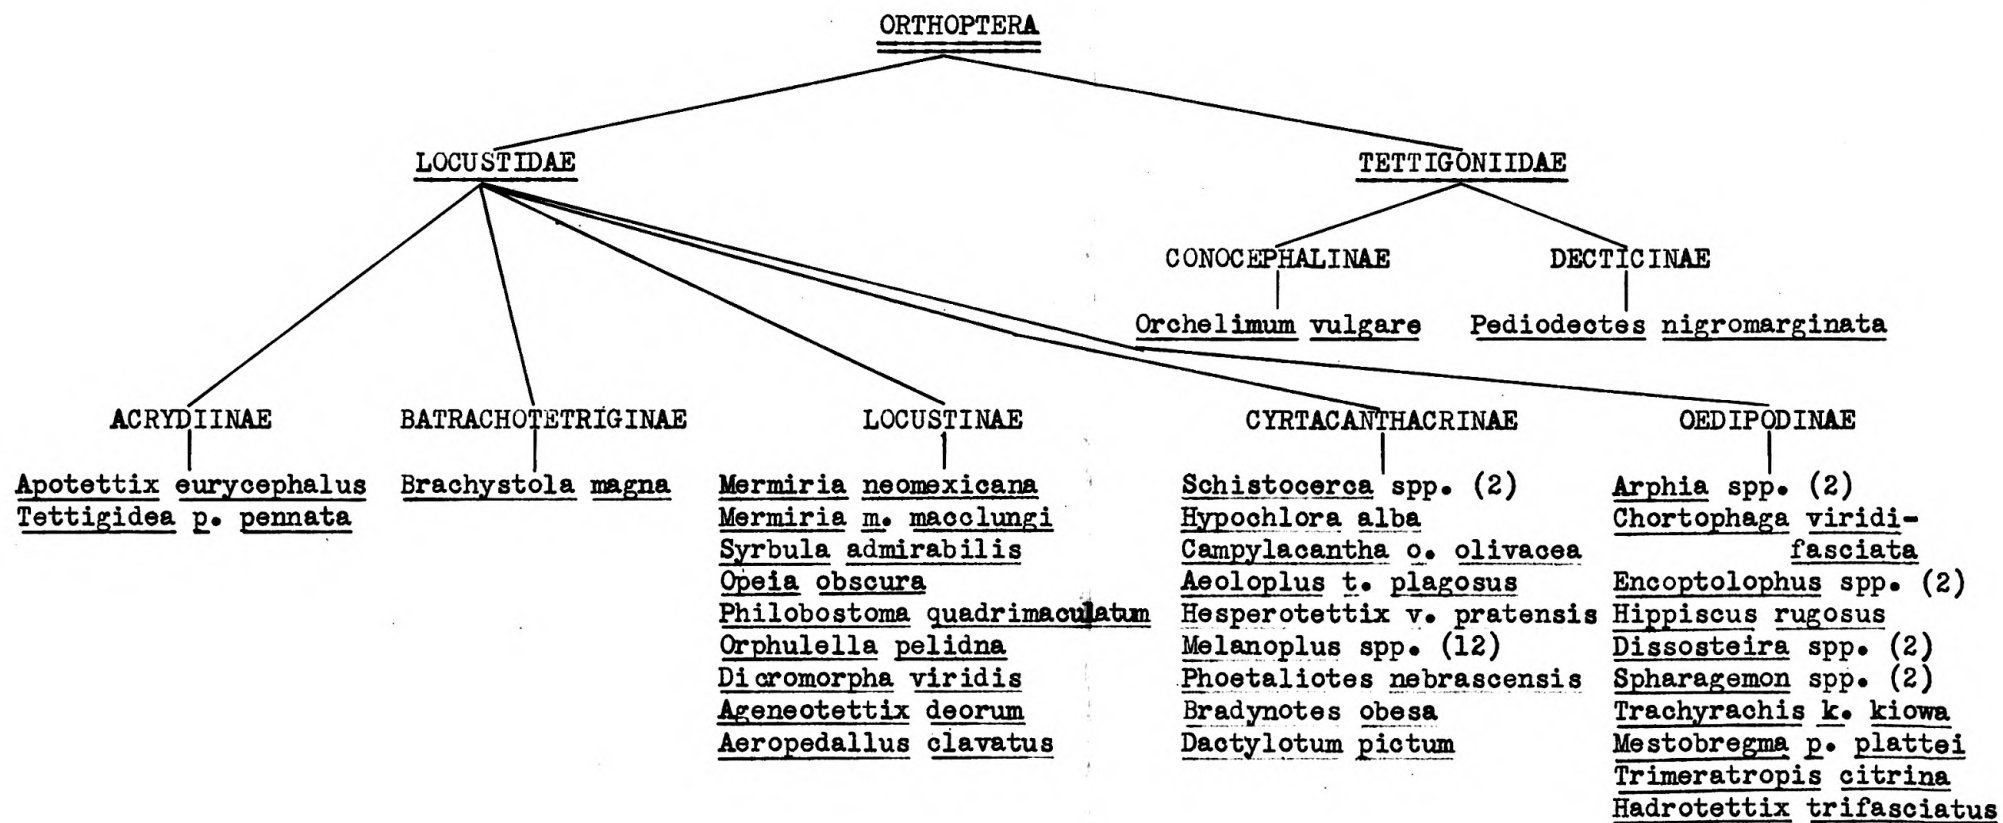 ORTHOPTERA
LOCUSTIDAE
TETTIGONIIDAE
CONOCEPHALINAE
DECTICINAE
Orchelimum vulgare
Pediodectes nigromarginata
ACRYDIINAE
BATRACHOTETRIGINAE
LOCUSTINAE
CYRTACANTHACRINAE
OEDIPODINAE
Apotettix eurycephalus
Tettigidea p. pennata
Brachystola magna
Mermiria neomexicana
Mermiria m. macclungi
Syrbula admirabilis
Opeia obscura
Philobostoma quadrimaculatum
Orphulella pelidna
Dicromorpha viridis
Ageneotettix deorum
Aeropedallus clavatus
Schistocerca spp. (2)
Hypochlora alba
Campylacantha o. olivacea
Aeoloplus t. plagosus
Hesperotettix v. pratensis
Melanoplus spp. (12)
Phoetaliotes nebrascensis
Bradynotes obesa
Dactylotum pictum
Arphia spp. (2)
Chortophaga viridi-
fasciata
Encoptolophus spp. (2)
Hippiscus rugosus
Dissosteira spp. (2)
Spharagemon spp. (2)
Trachyrachis k. kiowa
Mestobregma p. plattei
Trimeratropis citrina
Hadrotettix trifasciatus